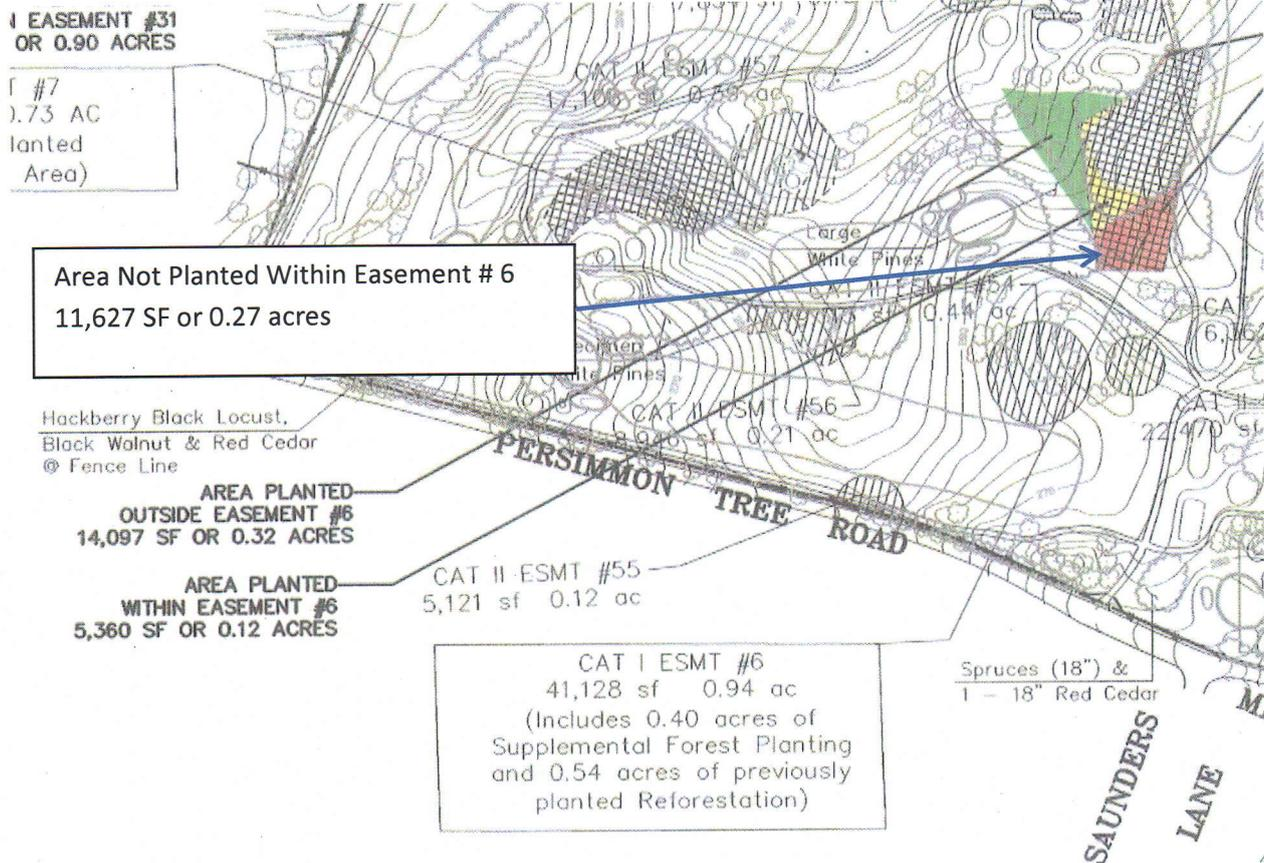 EASEMENT #31
OR 0.90 ACRES
#7
0.73 AC
Area)
CAT II ESMT #57
Area Not Planted Within Easement # 6
11,627 SF or 0.27 acres
Large
White Pines
CAT II ESMT #54
0.44 ac
CAT
White Pines
CAT II ESMT #56
0.21 ac
Hackberry Black Locust,
Black Walnut & Red Cedar
@ Fence Line
PERSIMMON TREE ROAD
AREA PLANTED
OUTSIDE EASEMENT #6
14,097 SF OR 0.32 ACRES
AREA PLANTED
WITHIN EASEMENT #6
5,360 SF OR 0.12 ACRES
CAT II ESMT #55
5,121 sf 0.12 ac
CAT I ESMT #6
41,128 sf 0.94 ac
(Includes 0.40 acres of
Supplemental Forest Planting
and 0.54 acres of previously
planted Reforestation)
Spruces (18") &
1 - 18" Red Cedar
SAUNDERS
LANE